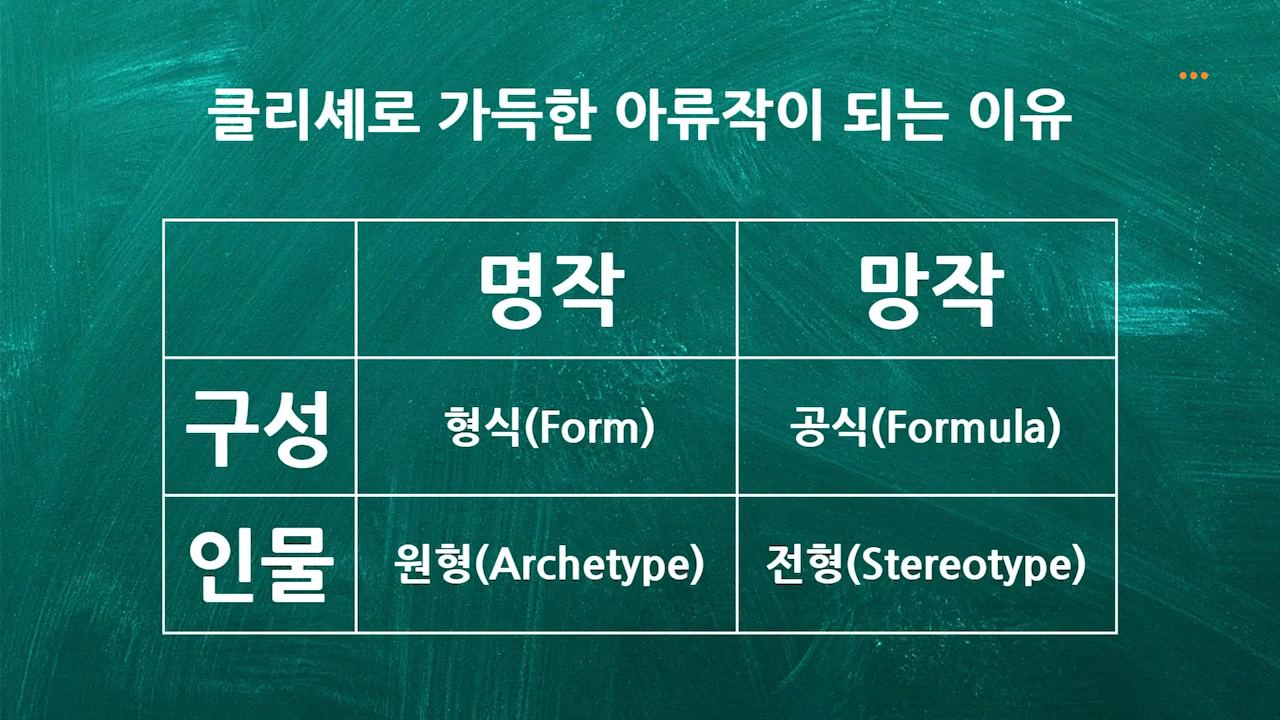 클리셰로 가득한 아류작이 되는 이유
명작 망작
구성 형식(Form) 공식(Formula)
인물 원형(Archetype) 전형(Stereotype)